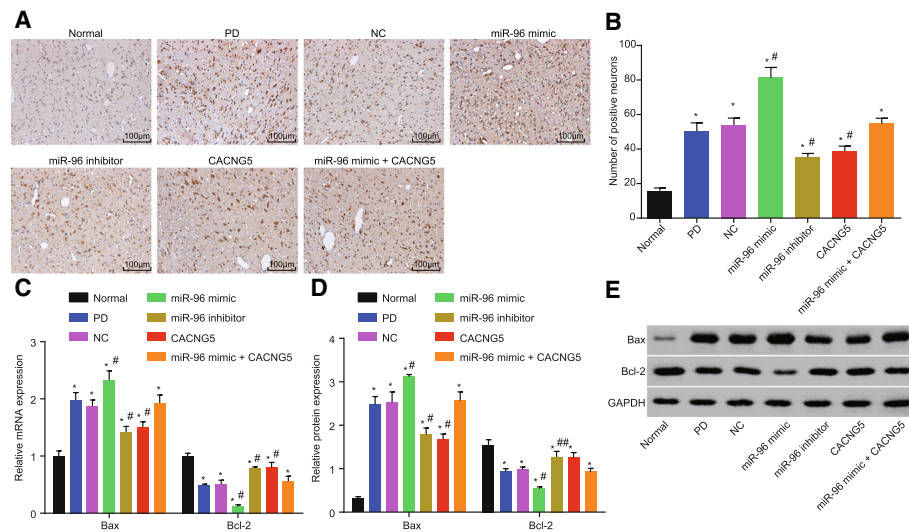 A
Normal
PD
NC
miR-96 mimic
100μm
100μm
100μm
100μm
miR-96 inhibitor
CACNG5
miR-96 mimic + CACNG5
100μm
100μm
100μm
B
Number of positive neurons
100
80
60
40
20
0
*
*
* #
* #
* #
*
Normal
PD
NC
miR-96 mimic
miR-96 inhibitor
CACNG5
miR-96 mimic + CACNG5
C
Normal
PD
NC
miR-96 mimic
miR-96 inhibitor
CACNG5
miR-96 mimic + CACNG5
Relative mRNA expression
3
2
1
0
* * * # * # * # *
* * * # * # * # *
Bax
Bcl-2
D
Normal
PD
NC
miR-96 mimic
miR-96 inhibitor
CACNG5
miR-96 mimic + CACNG5
Relative protein expression
4
3
2
1
0
* * * # * # * # *
* * * # * ## * *
Bax
Bcl-2
E
Bax
Bcl-2
GAPDH
Normal
PD
NC
miR-96 mimic
miR-96 inhibitor
CACNG5
miR-96 mimic + CACNG5